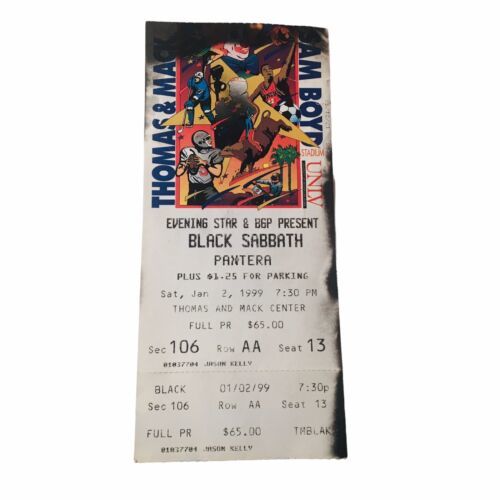 THOMAS & MACK
AM BOYD
STADIUM
UNLV
EVENING STAR & BGP PRESENT
BLACK SABBATH
PANTERA
PLUS $1.25 FOR PARKING
Sat, Jan 2, 1999 7:30 PM
THOMAS AND MACK CENTER
FULL PR $65.00
Sec 106 Row AA Seat 13
01037704 JASON KELLY
BLACK 01/02/99 7:30p
Sec 106 Row AA Seat 13
FULL PR $65.00 TMBLAK
01037704 JASON KELLY